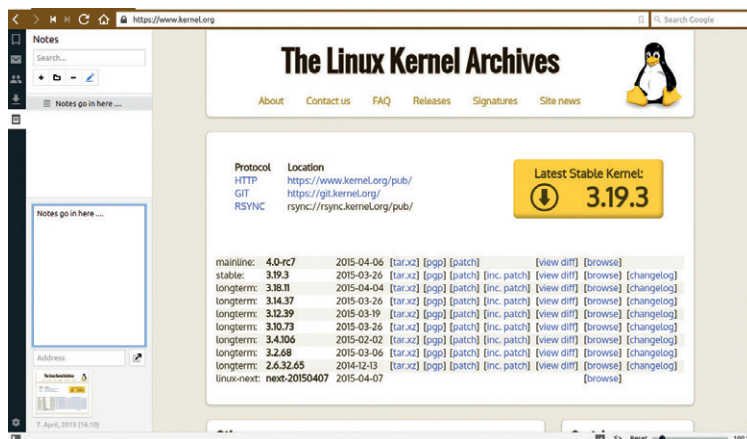 https://www.kernel.org
Search Google
Notes
Search...
Notes go in here ....
Notes go in here ....
Address
7. April, 2015 (16:10)
The Linux Kernel Archives
About Contact us FAQ Releases Signatures Site news
Protocol Location
HTTP https://www.kernel.org/pub/
GIT https://git.kernel.org/
RSYNC rsync://rsync.kernel.org/pub/
Latest Stable Kernel:
3.19.3
mainline: 4.0-rc7 2015-04-06 [tar.xz] [pgp] [patch] [view diff] [browse]
stable: 3.19.3 2015-03-26 [tar.xz] [pgp] [patch] [inc. patch] [view diff] [browse] [changelog]
longterm: 3.18.11 2015-04-04 [tar.xz] [pgp] [patch] [inc. patch] [view diff] [browse] [changelog]
longterm: 3.14.37 2015-03-26 [tar.xz] [pgp] [patch] [inc. patch] [view diff] [browse] [changelog]
longterm: 3.12.39 2015-03-19 [tar.xz] [pgp] [patch] [inc. patch] [view diff] [browse] [changelog]
longterm: 3.10.73 2015-03-26 [tar.xz] [pgp] [patch] [inc. patch] [view diff] [browse] [changelog]
longterm: 3.4.106 2015-02-02 [tar.xz] [pgp] [patch] [inc. patch] [view diff] [browse] [changelog]
longterm: 3.2.68 2015-03-06 [tar.xz] [pgp] [patch] [inc. patch] [view diff] [browse] [changelog]
longterm: 2.6.32.65 2014-12-13 [tar.xz] [pgp] [patch] [inc. patch] [view diff] [browse] [changelog]
linux-next: next-20150407 2015-04-07 [browse]
Reset